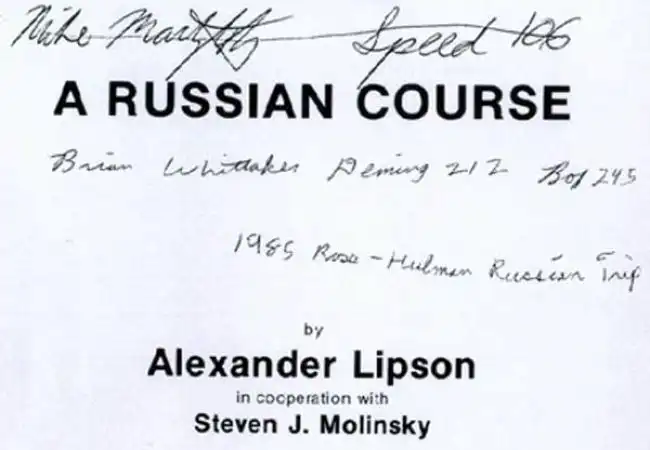 Mike Speed 106
A RUSSIAN COURSE
Brian Whittaker Deming 212 Box 245
1985 Rose-Hulman Russian Trip
by
Alexander Lipson
in cooperation with
Steven J. Molinsky